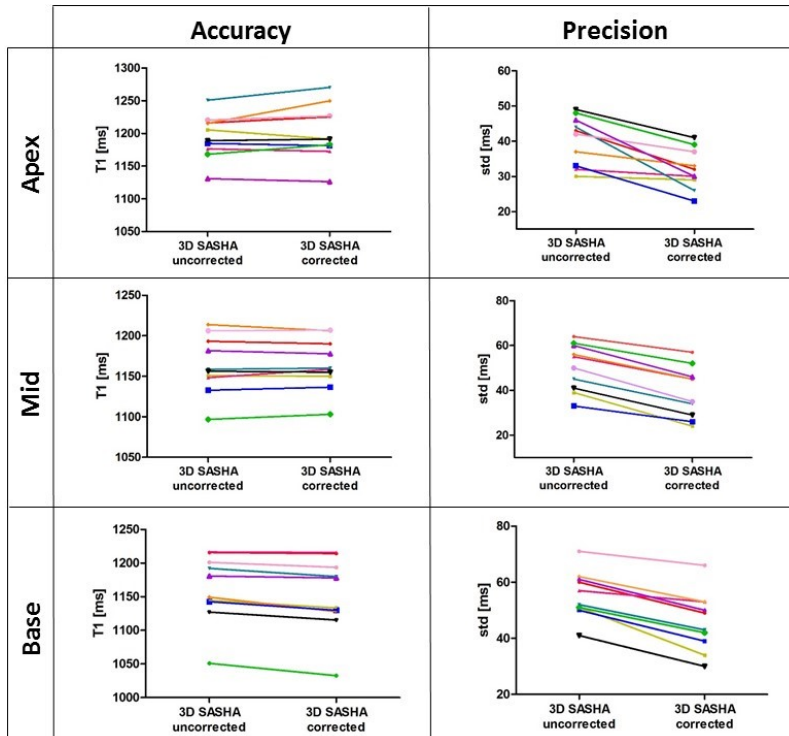 Accuracy
Precision
Apex
T1 [ms]
1300
1250
1200
1150
1100
1050
3D SASHA
uncorrected
3D SASHA
corrected
std [ms]
60
50
40
30
20
3D SASHA
uncorrected
3D SASHA
corrected
Mid
T1 [ms]
1250
1200
1150
1100
1050
3D SASHA
uncorrected
3D SASHA
corrected
std [ms]
80
60
40
20
3D SASHA
uncorrected
3D SASHA
corrected
Base
T1 [ms]
1250
1200
1150
1100
1050
1000
3D SASHA
uncorrected
3D SASHA
corrected
std [ms]
80
60
40
20
3D SASHA
uncorrected
3D SASHA
corrected